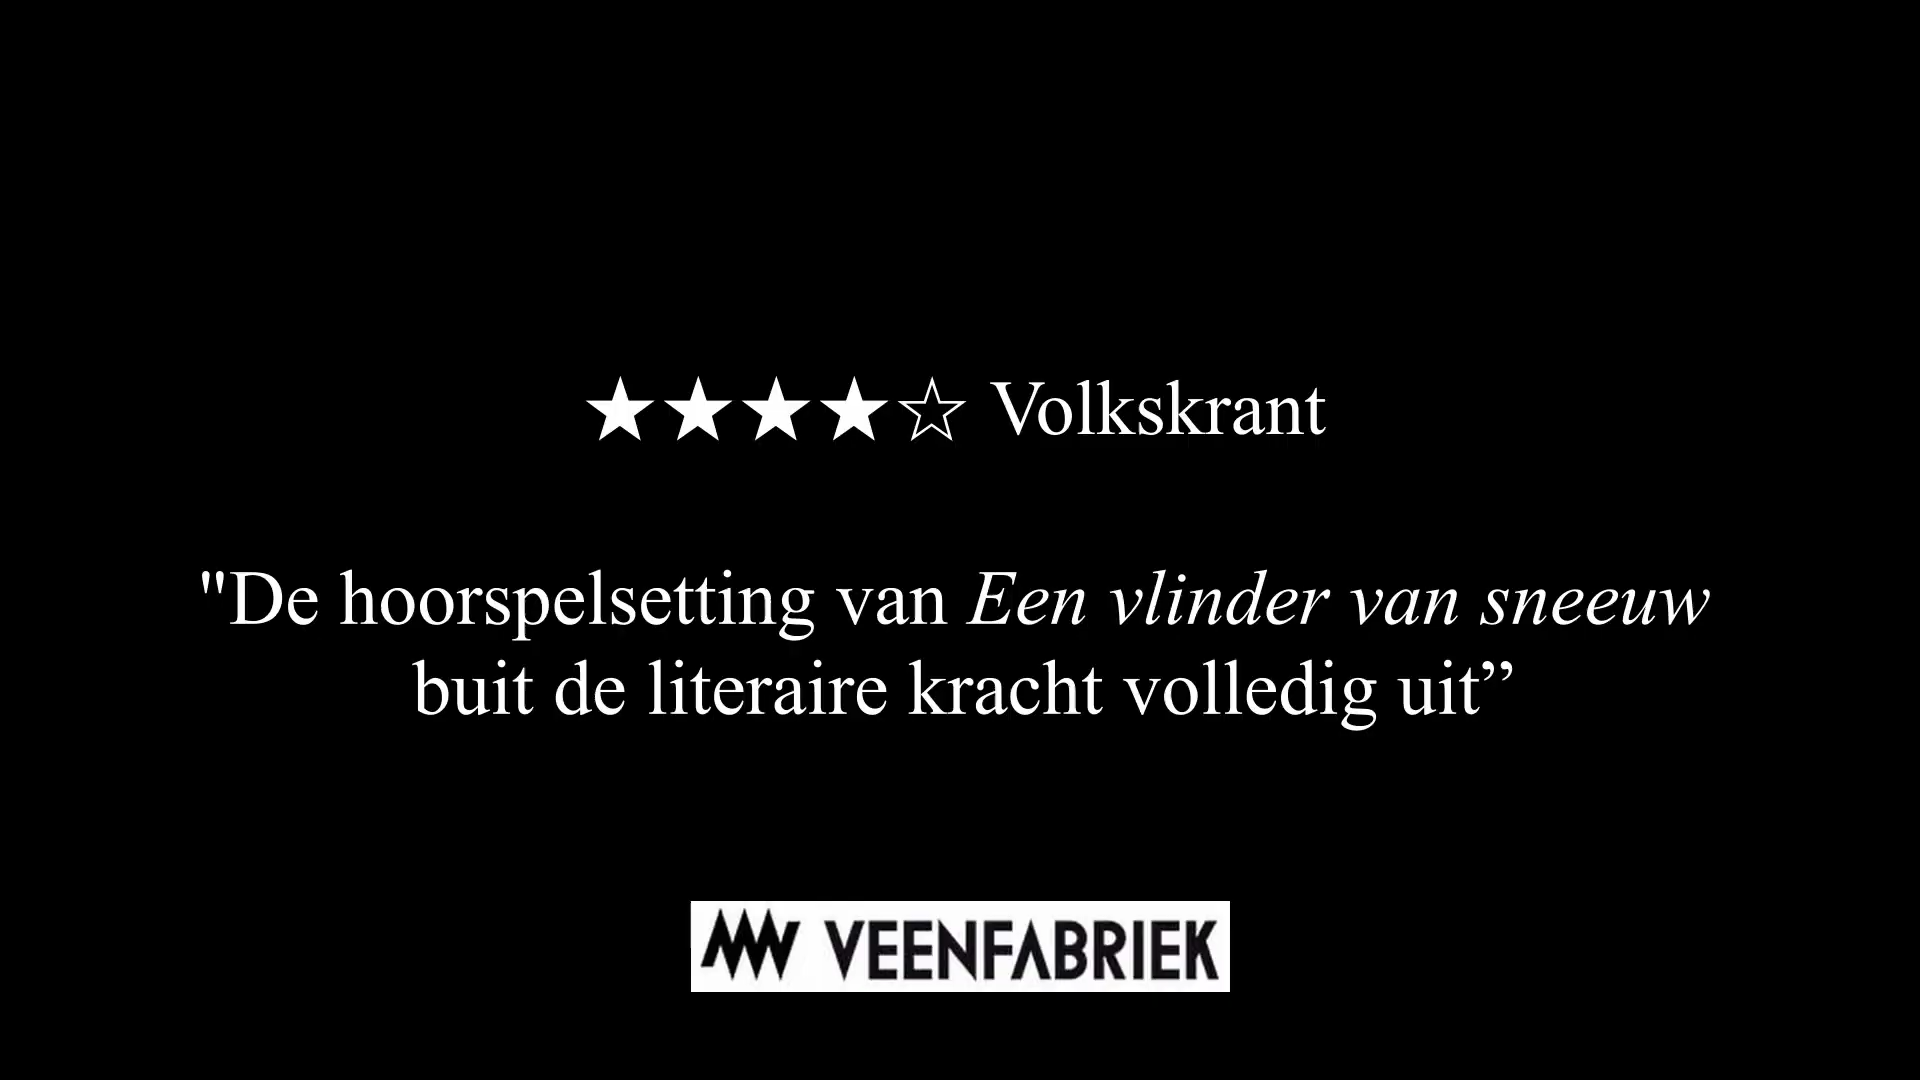 ★★★★☆ Volkskrant
"De hoorspelsetting van Een vlinder van sneeuw
buit de literaire kracht volledig uit”
VEENFABRIEK